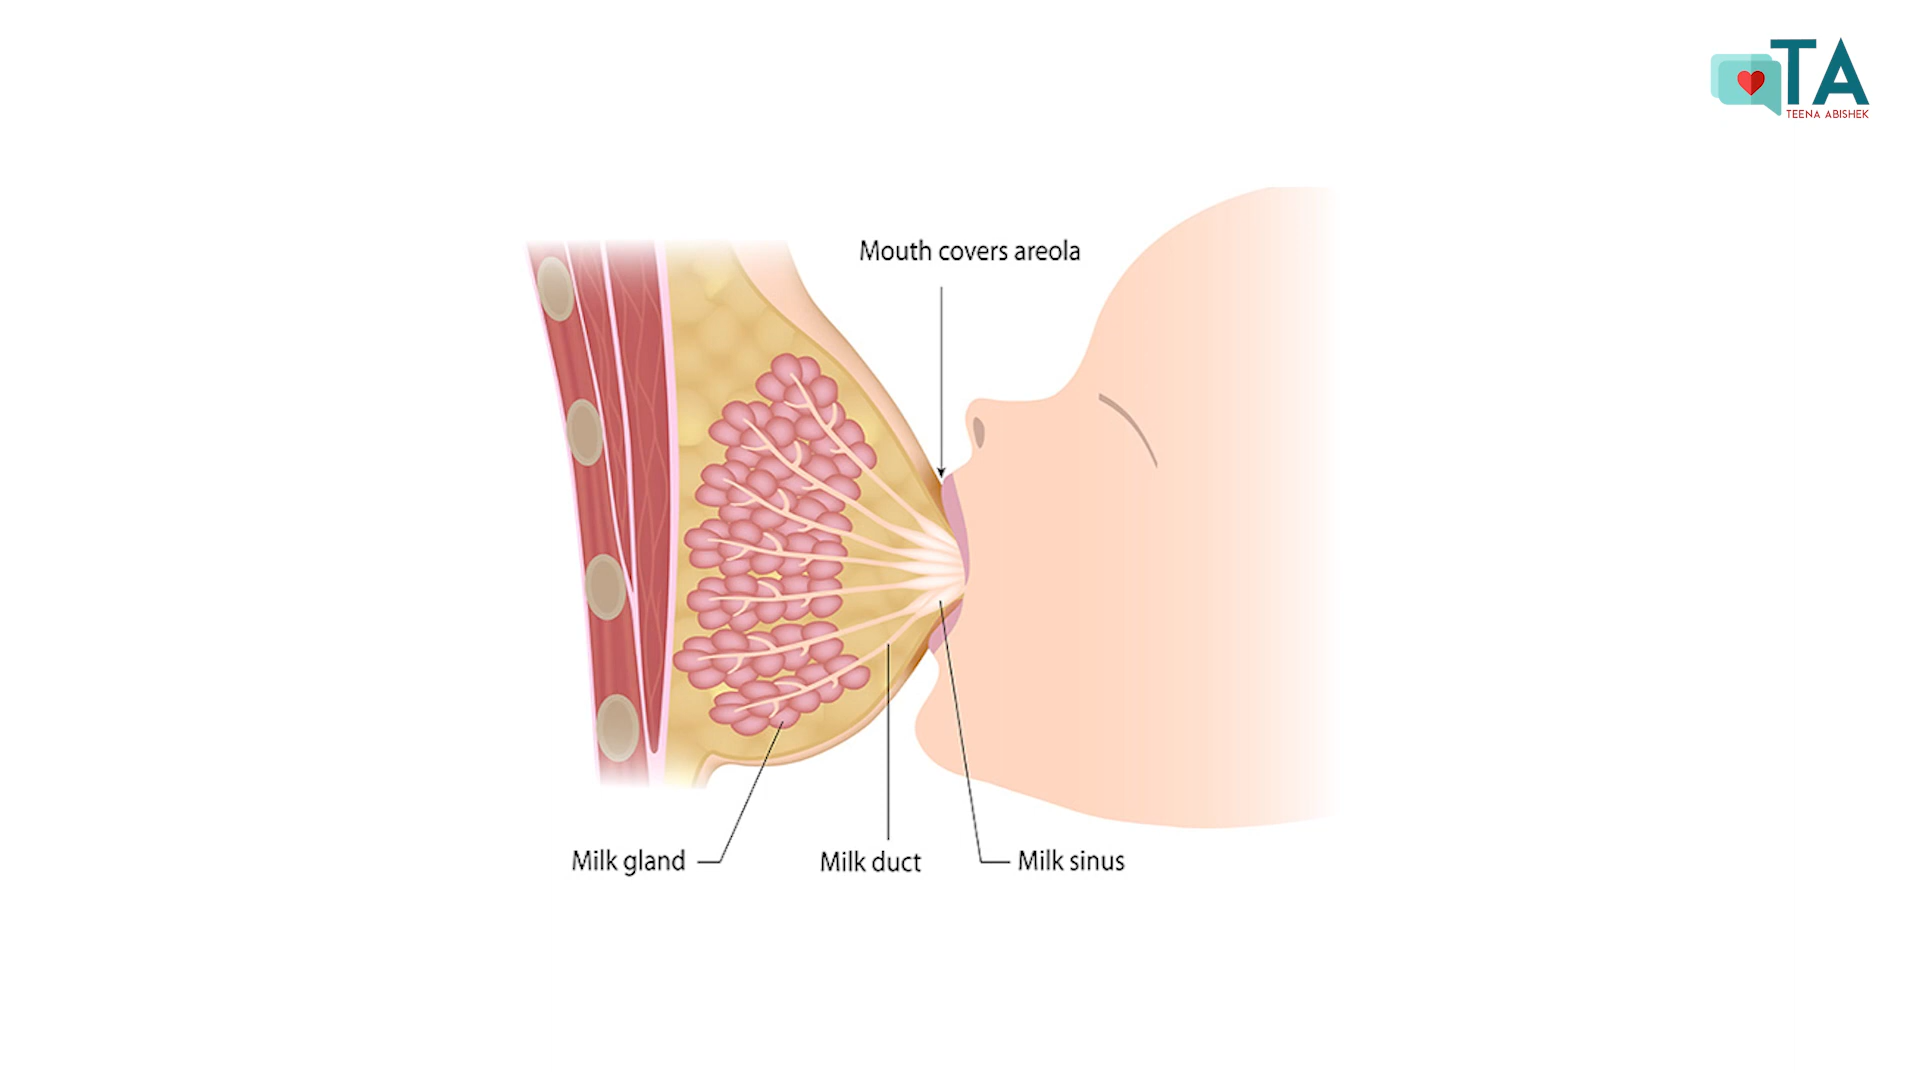 TA
TEENA ABISHEK
Mouth covers areola
Milk gland
Milk duct
Milk sinus